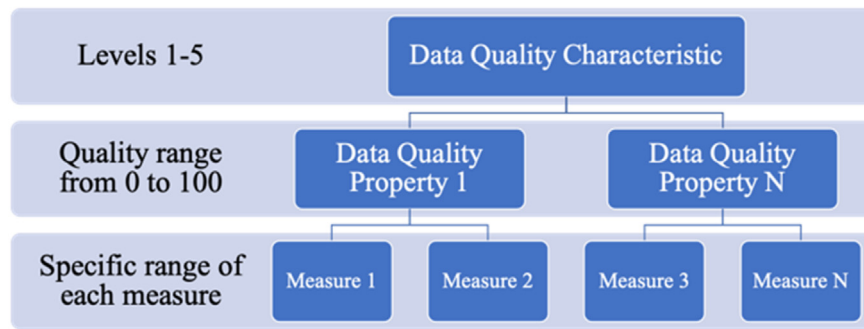 Levels 1-5
Data Quality Characteristic
Quality range
from 0 to 100
Data Quality
Property 1
Data Quality
Property N
Specific range of
each measure
Measure 1
Measure 2
Measure 3
Measure N